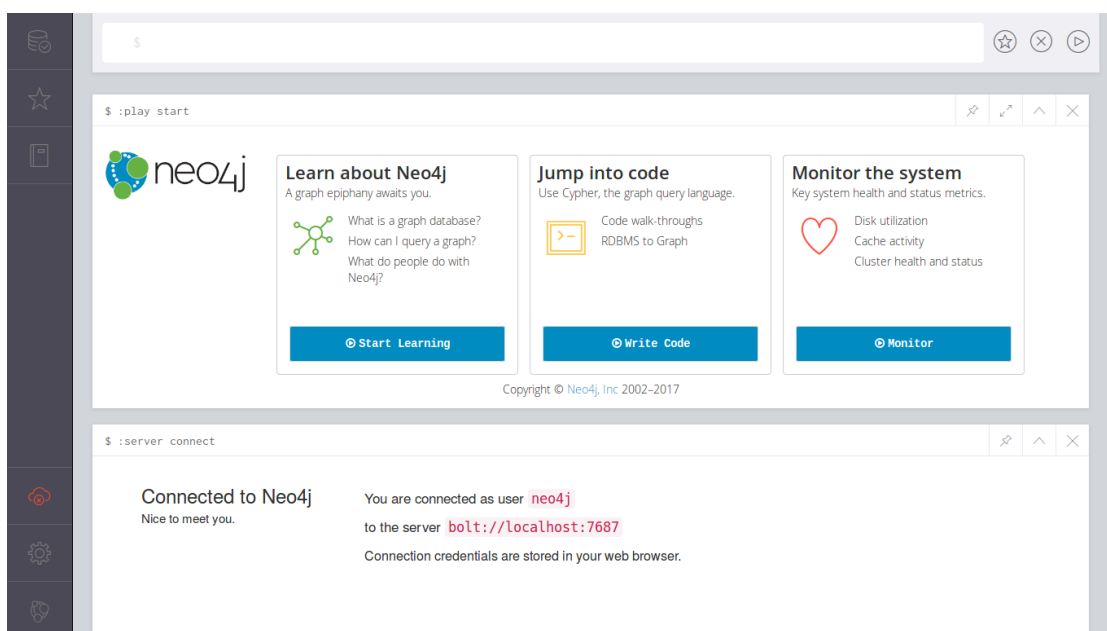 $
$ :play start
neo4j
Learn about Neo4j
A graph epiphany awaits you.
What is a graph database?
How can I query a graph?
What do people do with
Neo4j?
Start Learning
Jump into code
Use Cypher, the graph query language.
Code walk-throughs
RDBMS to Graph
Write Code
Monitor the system
Key system health and status metrics.
Disk utilization
Cache activity
Cluster health and status
Monitor
Copyright © Neo4j, Inc 2002–2017
$ :server connect
Connected to Neo4j
Nice to meet you.
You are connected as user neo4j
to the server bolt://localhost:7687
Connection credentials are stored in your web browser.